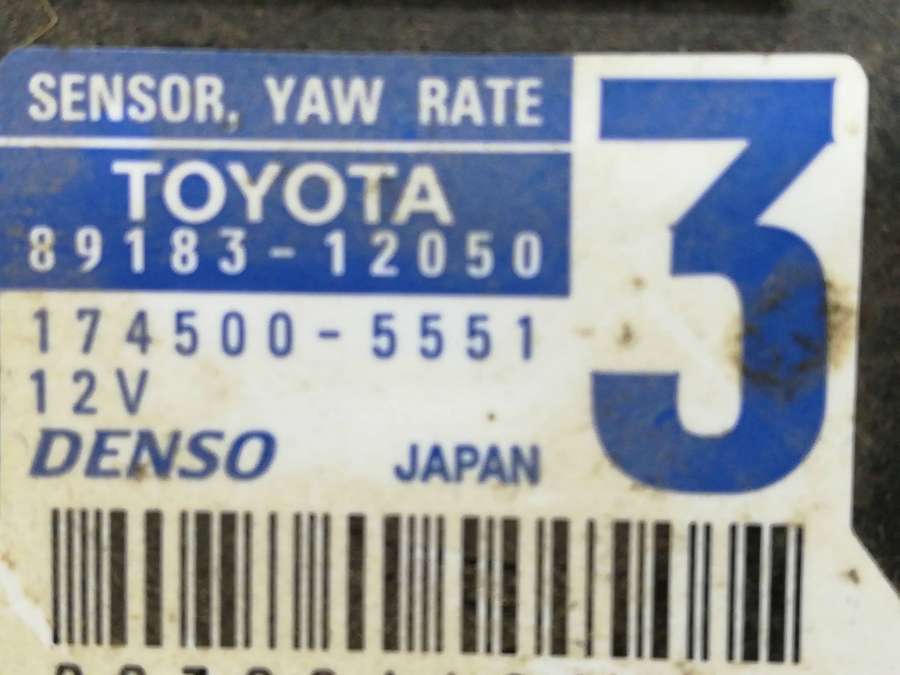 SENSOR, YAW RATE
3
TOYOTA
89183-12050
174500-5551
12V
DENSO JAPAN